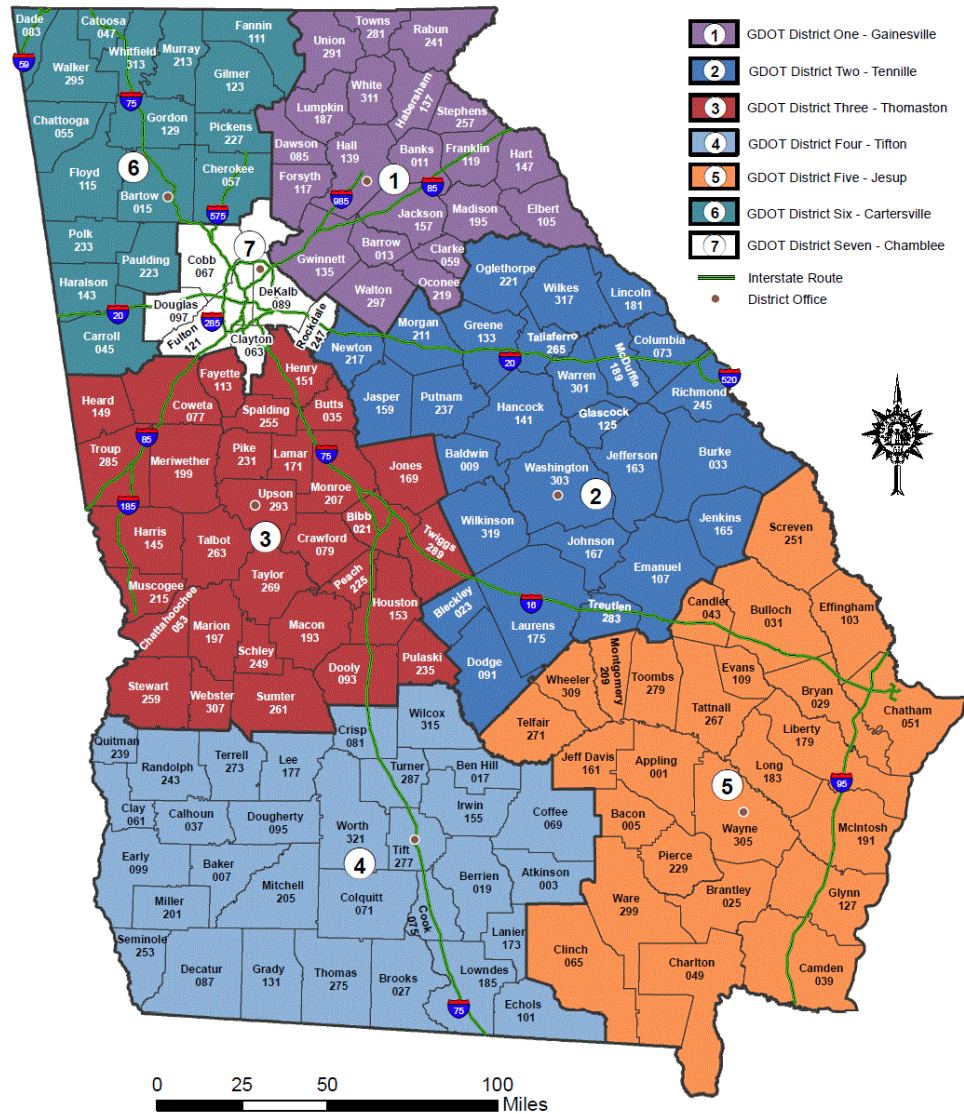 Dade
083
Catoosa
047
Whitfield
313
Murray
213
Fannin
111
Walker
295
Gilmer
123
Chattooga
055
Gordon
129
Pickens
227
Floyd
115
Bartow
015
Cherokee
057
Polk
233
Paulding
223
Haralson
143
Carroll
045
6
59
75
575
20
Union
291
Towns
281
Rabun
241
White
311
Habersham
137
Lumpkin
187
Stephens
257
Dawson
085
Hall
139
Banks
011
Franklin
119
Hart
147
Forsyth
117
Jackson
157
Madison
195
Elbert
105
Gwinnett
135
Barrow
013
Clarke
059
Oconee
219
Walton
297
1
985
85
Cobb
067
DeKalb
089
Douglas
097
Fulton
121
Clayton
063
Rockdale
247
7
285
Oglethorpe
221
Wilkes
317
Lincoln
181
Morgan
211
Greene
133
Taliaferro
265
McDuffie
189
Columbia
073
Newton
217
Warren
301
Richmond
245
Jasper
159
Putnam
237
Hancock
141
Glascock
125
Baldwin
009
Washington
303
Jefferson
163
Burke
033
Wilkinson
319
Johnson
167
Jenkins
165
Emanuel
107
Bleckley
023
Laurens
175
Treutlen
283
Dodge
091
2
20
520
16
Heard
149
Coweta
077
Fayette
113
Henry
151
Spalding
255
Butts
035
Troup
285
Meriwether
199
Pike
231
Lamar
171
Monroe
207
Jones
169
Upson
293
Bibb
021
Twiggs
289
Harris
145
Talbot
263
Crawford
079
Peach
225
Houston
153
Taylor
269
Muscogee
215
Chattahoochee
053
Marion
197
Macon
193
Schley
249
Dooly
093
Pulaski
235
Stewart
259
Webster
307
Sumter
261
3
85
185
75
Quitman
239
Randolph
243
Terrell
273
Lee
177
Crisp
081
Wilcox
315
Turner
287
Ben Hill
017
Clay
061
Calhoun
037
Dougherty
095
Worth
321
Irwin
155
Coffee
069
Early
099
Baker
007
Tift
277
Miller
201
Mitchell
205
Colquitt
071
Berrien
019
Atkinson
003
Cook
075
Lanier
173
Seminole
253
Decatur
087
Grady
131
Thomas
275
Brooks
027
Lowndes
185
Echols
101
4
75
Screven
251
Candler
043
Bulloch
031
Effingham
103
Wheeler
309
Montgomery
209
Toombs
279
Evans
109
Bryan
029
Chatham
051
Telfair
271
Tattnall
267
Liberty
179
Jeff Davis
161
Appling
001
Long
183
Bacon
005
Wayne
305
McIntosh
191
Pierce
229
Ware
299
Brantley
025
Glynn
127
Clinch
065
Charlton
049
Camden
039
5
95
1 GDOT District One - Gainesville
2 GDOT District Two - Tennille
3 GDOT District Three - Thomaston
4 GDOT District Four - Tifton
5 GDOT District Five - Jesup
6 GDOT District Six - Cartersville
7 GDOT District Seven - Chamblee
Interstate Route
District Office
0 25 50 100
Miles